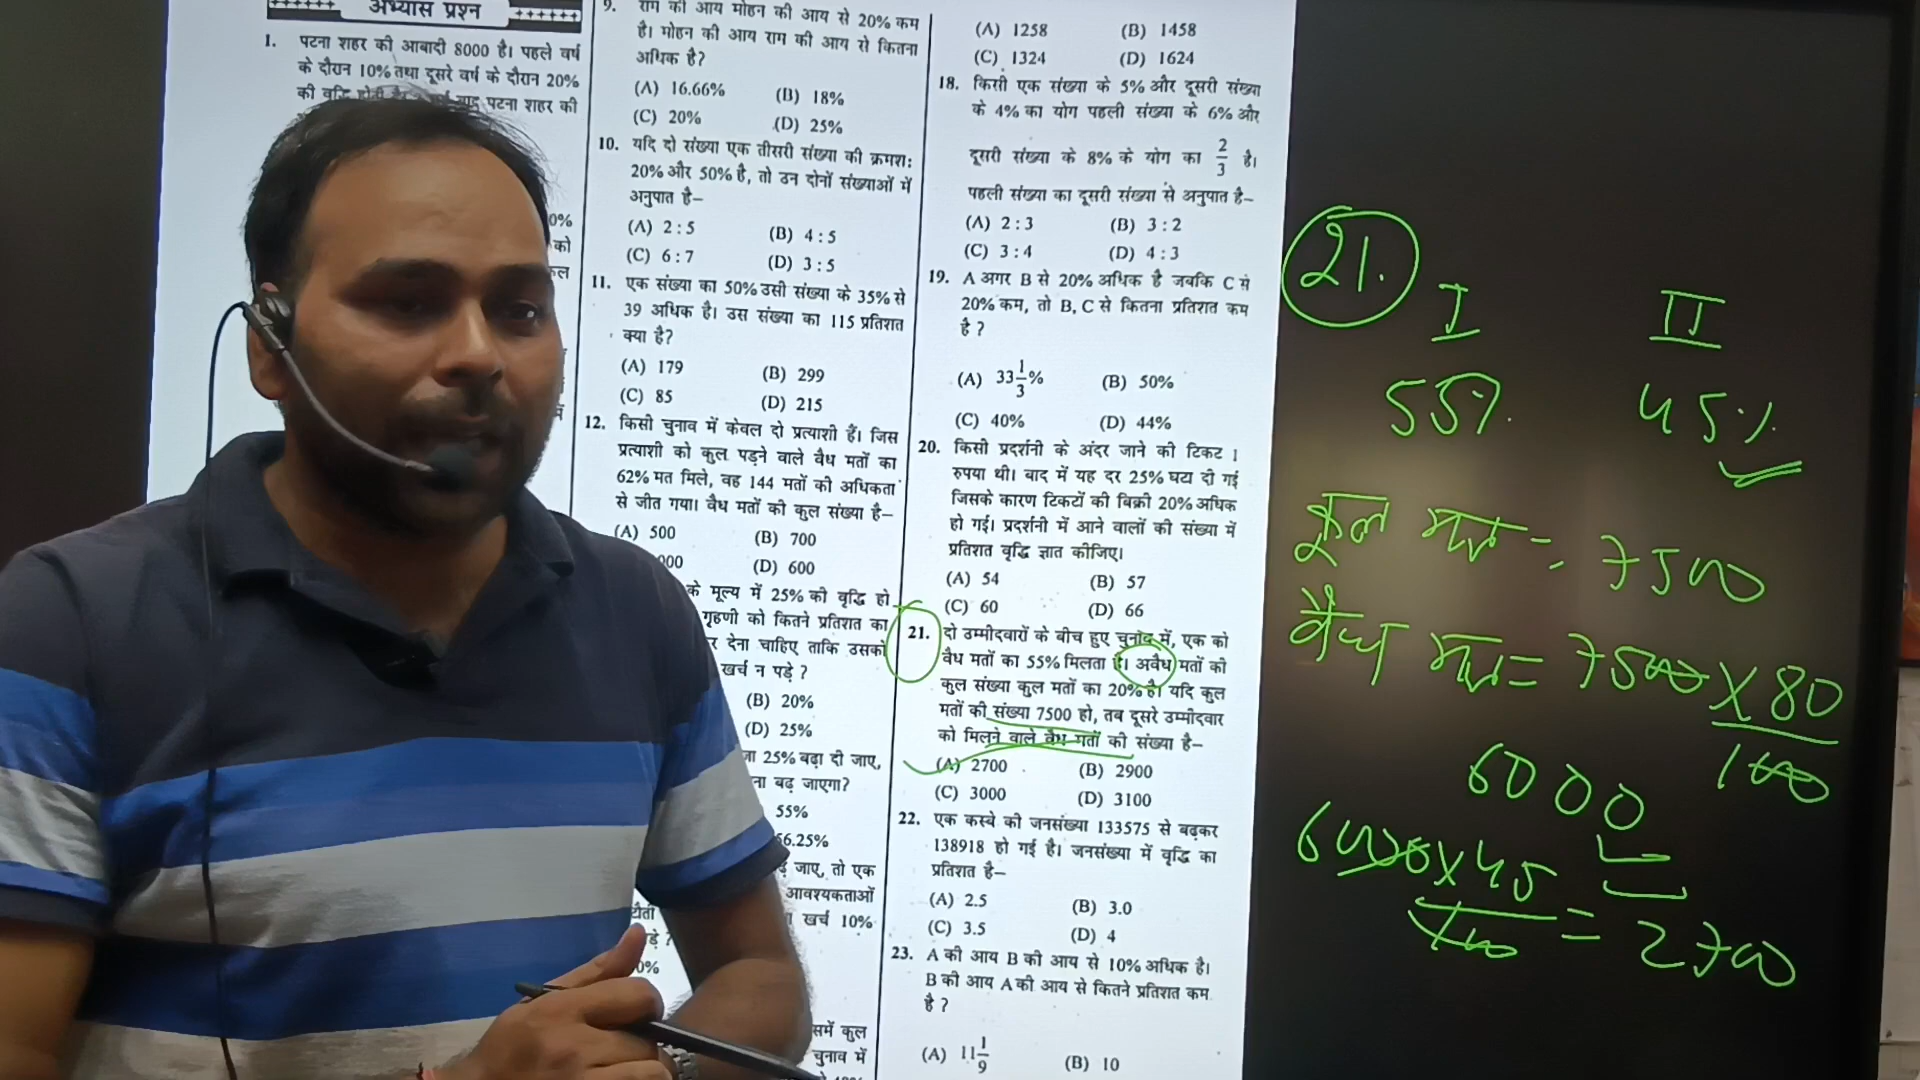 अभ्यास प्रश्न
1. पटना शहर की आबादी 8000 है। पहले वर्ष
के दौरान 10% तथा दूसरे वर्ष के दौरान 20%
की वृद्धि होती है। बाद पटना शहर की
0%
को
9. राम की आय मोहन की आय से 20% कम
है। मोहन की आय राम की आय से कितना
अधिक है?
(A) 16.66% (B) 18%
(C) 20% (D) 25%
10. यदि दो संख्या एक तीसरी संख्या की क्रमश:
20% और 50% है, तो उन दोनों संख्याओं में
अनुपात है–
(A) 2 : 5 (B) 4 : 5
(C) 6 : 7 (D) 3 : 5
11. एक संख्या का 50% उसी संख्या के 35% से
39 अधिक है। उस संख्या का 115 प्रतिशत
क्या है?
(A) 179 (B) 299
(C) 85 (D) 215
12. किसी चुनाव में केवल दो प्रत्याशी हैं। जिस
प्रत्याशी को कुल पड़ने वाले वैध मतों का
62% मत मिले, वह 144 मतों की अधिकता
से जीत गया। वैध मतों की कुल संख्या है–
(A) 500 (B) 700
000 (D) 600
के मूल्य में 25% की वृद्धि हो
गृहणी को कितने प्रतिशत का
र देना चाहिए ताकि उसका
खर्च न पड़े ?
(B) 20%
(D) 25%
25% बढ़ा दी जाए,
ना बढ़ जाएगा?
55%
56.25%
जाए, तो एक
आवश्यकताओं
खर्च 10%
0%
समें कुल
चुनाव में
(A) 1258 (B) 1458
(C) 1324 (D) 1624
18. किसी एक संख्या के 5% और दूसरी संख्या
के 4% का योग पहली संख्या के 6% और
दूसरी संख्या के 8% के योग का 2/3 है।
पहली संख्या का दूसरी संख्या से अनुपात है–
(A) 2 : 3 (B) 3 : 2
(C) 3 : 4 (D) 4 : 3
19. A अगर B से 20% अधिक है जबकि C से
20% कम, तो B, C से कितना प्रतिशत कम
है ?
(A) 33 1/3% (B) 50%
(C) 40% (D) 44%
20. किसी प्रदर्शनी के अंदर जाने की टिकट 1
रुपया थी। बाद में यह दर 25% घटा दी गई
जिसके कारण टिकटों की बिक्री 20% अधिक
हो गई। प्रदर्शनी में आने वालों की संख्या में
प्रतिशत वृद्धि ज्ञात कीजिए।
(A) 54 (B) 57
(C) 60 (D) 66
21. दो उम्मीदवारों के बीच हुए चुनाव में, एक को
वैध मतों का 55% मिलता है। अवैध मतों की
कुल संख्या कुल मतों का 20% है। यदि कुल
मतों की संख्या 7500 हो, तब दूसरे उम्मीदवार
को मिलने वाले वैध मतों की संख्या है–
(A) 2700 (B) 2900
(C) 3000 (D) 3100
22. एक कस्बे की जनसंख्या 133575 से बढ़कर
138918 हो गई है। जनसंख्या में वृद्धि का
प्रतिशत है–
(A) 2.5 (B) 3.0
(C) 3.5 (D) 4
23. A की आय B की आय से 10% अधिक है।
B की आय A की आय से कितने प्रतिशत कम
है ?
(A) 11 1/9 (B) 10
21.
I II
55% 45%
कुल मत = 7500
वैध मत = 7500 X 80
100
6000
6000 X 45
100 = 2700